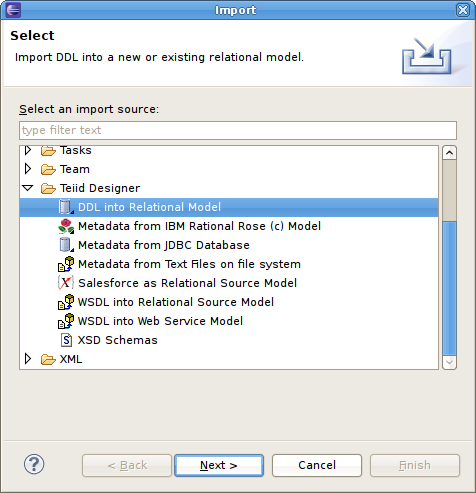 Import
Select
Import DDL into a new or existing relational model.
Select an import source:
type filter text
Tasks
Team
Teiid Designer
DDL into Relational Model
Metadata from IBM Rational Rose (c) Model
Metadata from JDBC Database
Metadata from Text Files on file system
Salesforce as Relational Source Model
WSDL into Relational Source Model
WSDL into Web Service Model
XSD Schemas
XML
< Back
Next >
Cancel
Finish